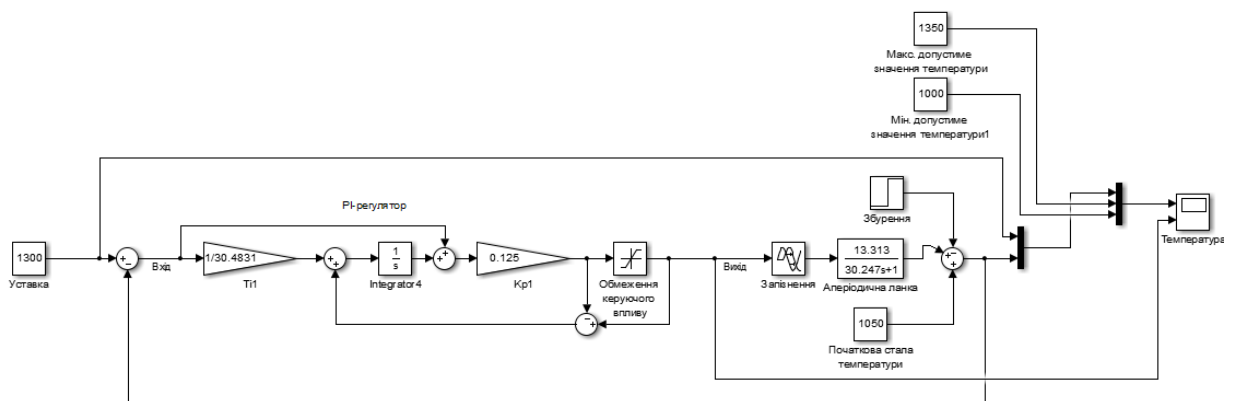 1350
Макс. допустиме
значення температури
1000
Мін. допустиме
значення температури1
PI-регулятор
Збурення
Температура
1300
Уставка
Вхід
1/30.4831
Ti1
1
s
Integrator4
0.125
Kp1
Обмеження
керуючого
впливу
Вихід
Запізнення
13.313
30.247s+1
Аперіодична ланка
1050
Початкова стала
температури